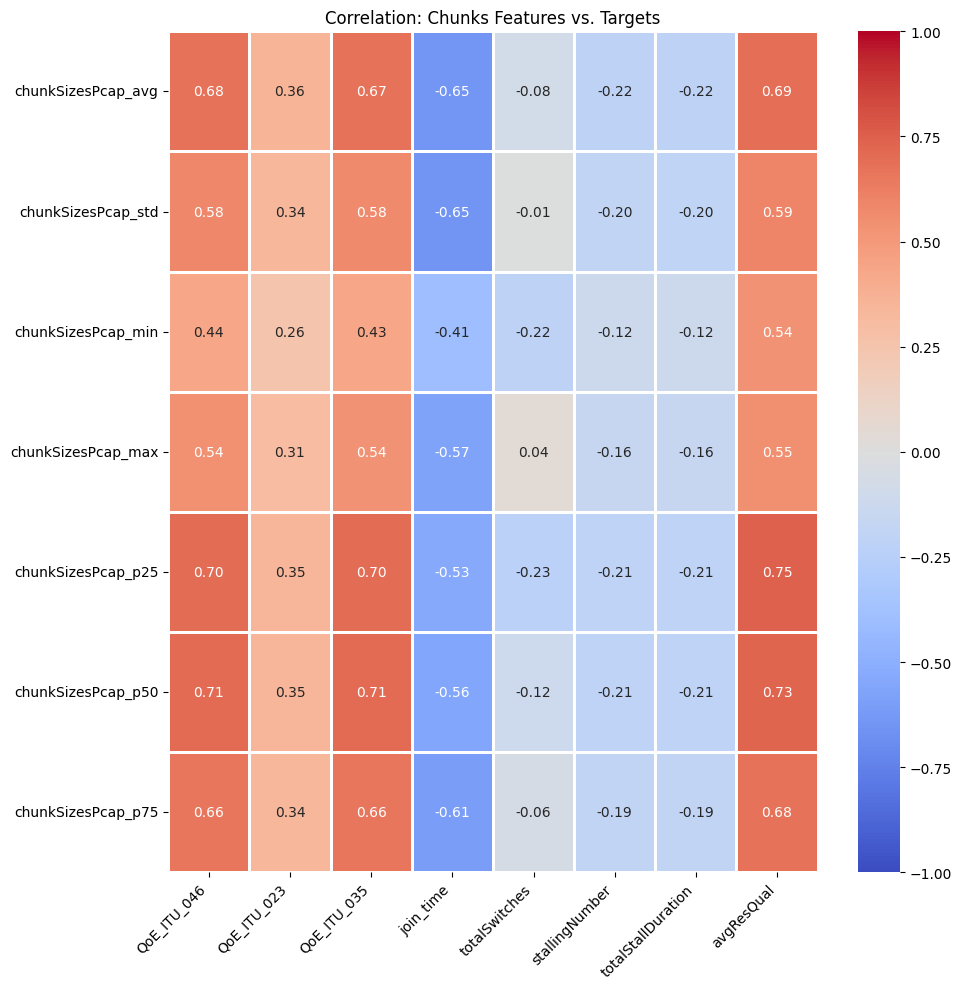 Correlation: Chunks Features vs. Targets
chunkSizesPcap_avg 0.68 0.36 0.67 -0.65 -0.08 -0.22 -0.22 0.69
chunkSizesPcap_std 0.58 0.34 0.58 -0.65 -0.01 -0.20 -0.20 0.59
chunkSizesPcap_min 0.44 0.26 0.43 -0.41 -0.22 -0.12 -0.12 0.54
chunkSizesPcap_max 0.54 0.31 0.54 -0.57 0.04 -0.16 -0.16 0.55
chunkSizesPcap_p25 0.70 0.35 0.70 -0.53 -0.23 -0.21 -0.21 0.75
chunkSizesPcap_p50 0.71 0.35 0.71 -0.56 -0.12 -0.21 -0.21 0.73
chunkSizesPcap_p75 0.66 0.34 0.66 -0.61 -0.06 -0.19 -0.19 0.68
QoE_ITU_046
QoE_ITU_023
QoE_ITU_035
join_time
totalSwitches
stallingNumber
totalStallDuration
avgResQual
1.00
0.75
0.50
0.25
0.00
−0.25
−0.50
−0.75
−1.00